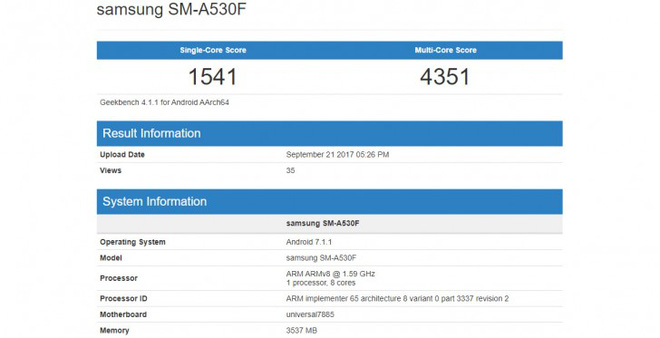 samsung SM-A530F
Single-Core Score Multi-Core Score
1541 4351
Geekbench 4.1.1 for Android AArch64
Result Information
Upload Date September 21 2017 05:26 PM
Views 35
System Information
samsung SM-A530F
Operating System Android 7.1.1
Model samsung SM-A530F
Processor ARM ARMv8 @ 1.59 GHz
1 processor, 8 cores
Processor ID ARM implementer 65 architecture 8 variant 0 part 3337 revision 2
Motherboard universal7885
Memory 3537 MB